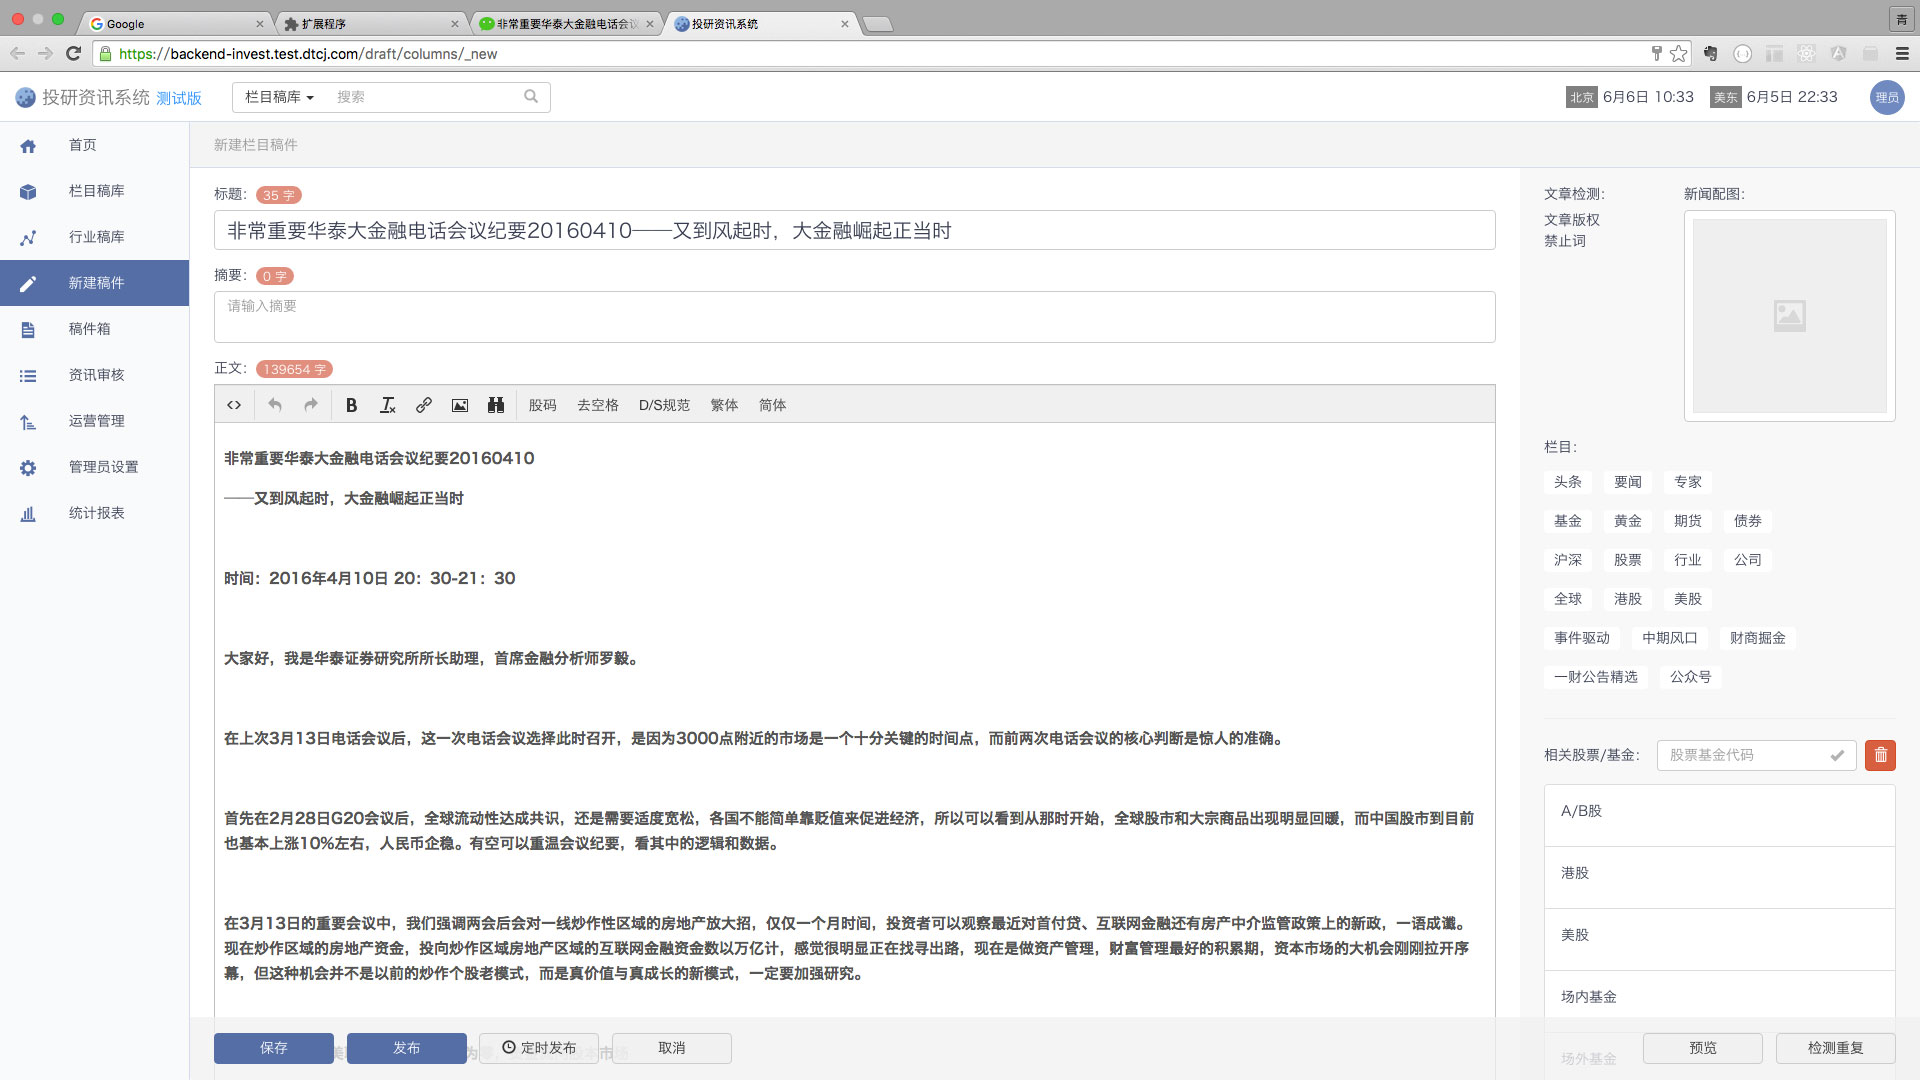 Google
扩展程序
非常重要华泰大金融电话会议
投研资讯系统
青
https://backend-invest.test.dtcj.com/draft/columns/_new
投研资讯系统 测试版
栏目稿库
搜索
北京 6月6日 10:33
美东 6月5日 22:33
理员
首页
栏目稿库
行业稿库
新建稿件
稿件箱
资讯审核
运营管理
管理员设置
统计报表
新建栏目稿件
标题： 35 字
非常重要华泰大金融电话会议纪要20160410——又到风起时，大金融崛起正当时
摘要： 0 字
请输入摘要
正文： 139654 字
股码 去空格 D/S规范 繁体 简体
非常重要华泰大金融电话会议纪要20160410
——又到风起时，大金融崛起正当时
时间：2016年4月10日 20：30-21：30
大家好，我是华泰证券研究所所长助理，首席金融分析师罗毅。
在上次3月13日电话会议后，这一次电话会议选择此时召开，是因为3000点附近的市场是一个十分关键的时间点，而前两次电话会议的核心判断是惊人的准确。
首先在2月28日G20会议后，全球流动性达成共识，还是需要适度宽松，各国不能简单靠贬值来促进经济，所以可以看到从那时开始，全球股市和大宗商品出现明显回暖，而中国股市到目前
也基本上涨10%左右，人民币企稳。有空可以重温会议纪要，看其中的逻辑和数据。
在3月13日的重要会议中，我们强调两会后会对一线炒作性区域的房地产放大招，仅仅一个月时间，投资者可以观察最近对首付贷、互联网金融还有房产中介监管政策上的新政，一语成谶。
现在炒作区域的房地产资金，投向炒作区域房地产区域的互联网金融资金数以万亿计，感觉很明显正在找寻出路，现在是做资产管理，财富管理最好的积累期，资本市场的大机会刚刚拉开序
幕，但这种机会并不是以前的炒作个股老模式，而是真价值与真成长的新模式，一定要加强研究。
保存
发布
定时发布
取消
文章检测：
文章版权
禁止词
新闻配图：
栏目：
头条 要闻 专家
基金 黄金 期货 债券
沪深 股票 行业 公司
全球 港股 美股
事件驱动 中期风口 财商掘金
一财公告精选 公众号
相关股票/基金：
股票基金代码
A/B股
港股
美股
场内基金
场外基金
预览
检测重复